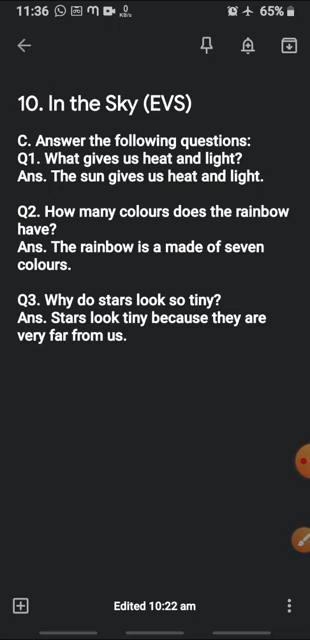 11:36
0
KB/s
65%
10. In the Sky (EVS)
C. Answer the following questions:
Q1. What gives us heat and light?
Ans. The sun gives us heat and light.
Q2. How many colours does the rainbow
have?
Ans. The rainbow is a made of seven
colours.
Q3. Why do stars look so tiny?
Ans. Stars look tiny because they are
very far from us.
Edited 10:22 am